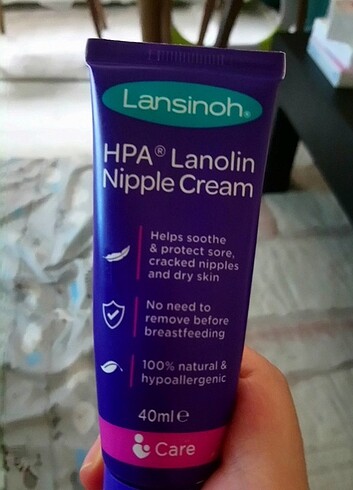 Lansinoh®
HPA® Lanolin
Nipple Cream
Helps soothe
& protect sore,
cracked nipples
and dry skin
No need to
remove before
breastfeeding
100% natural &
hypoallergenic
40ml ℮
Care